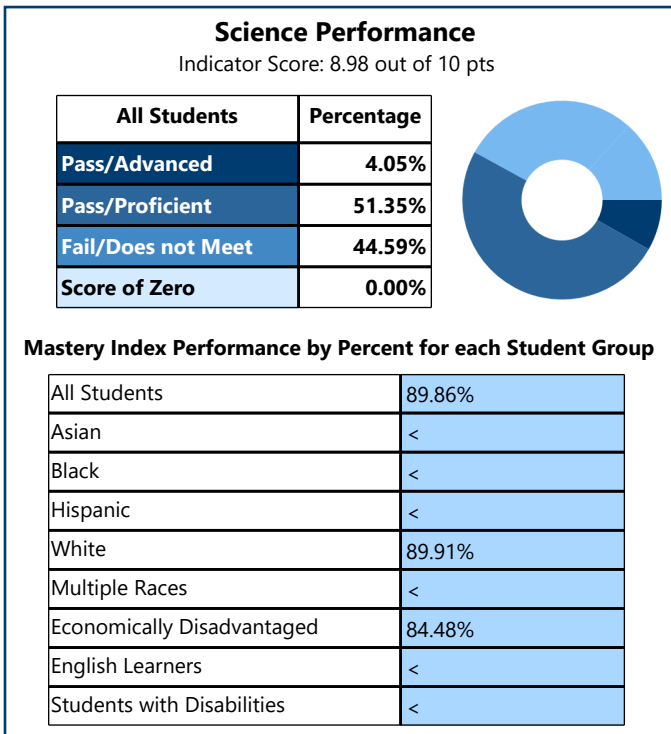 Science Performance
Indicator Score: 8.98 out of 10 pts
All Students Percentage
Pass/Advanced 4.05%
Pass/Proficient 51.35%
Fail/Does not Meet 44.59%
Score of Zero 0.00%
Mastery Index Performance by Percent for each Student Group
All Students 89.86%
Asian <
Black <
Hispanic <
White 89.91%
Multiple Races <
Economically Disadvantaged 84.48%
English Learners <
Students with Disabilities <